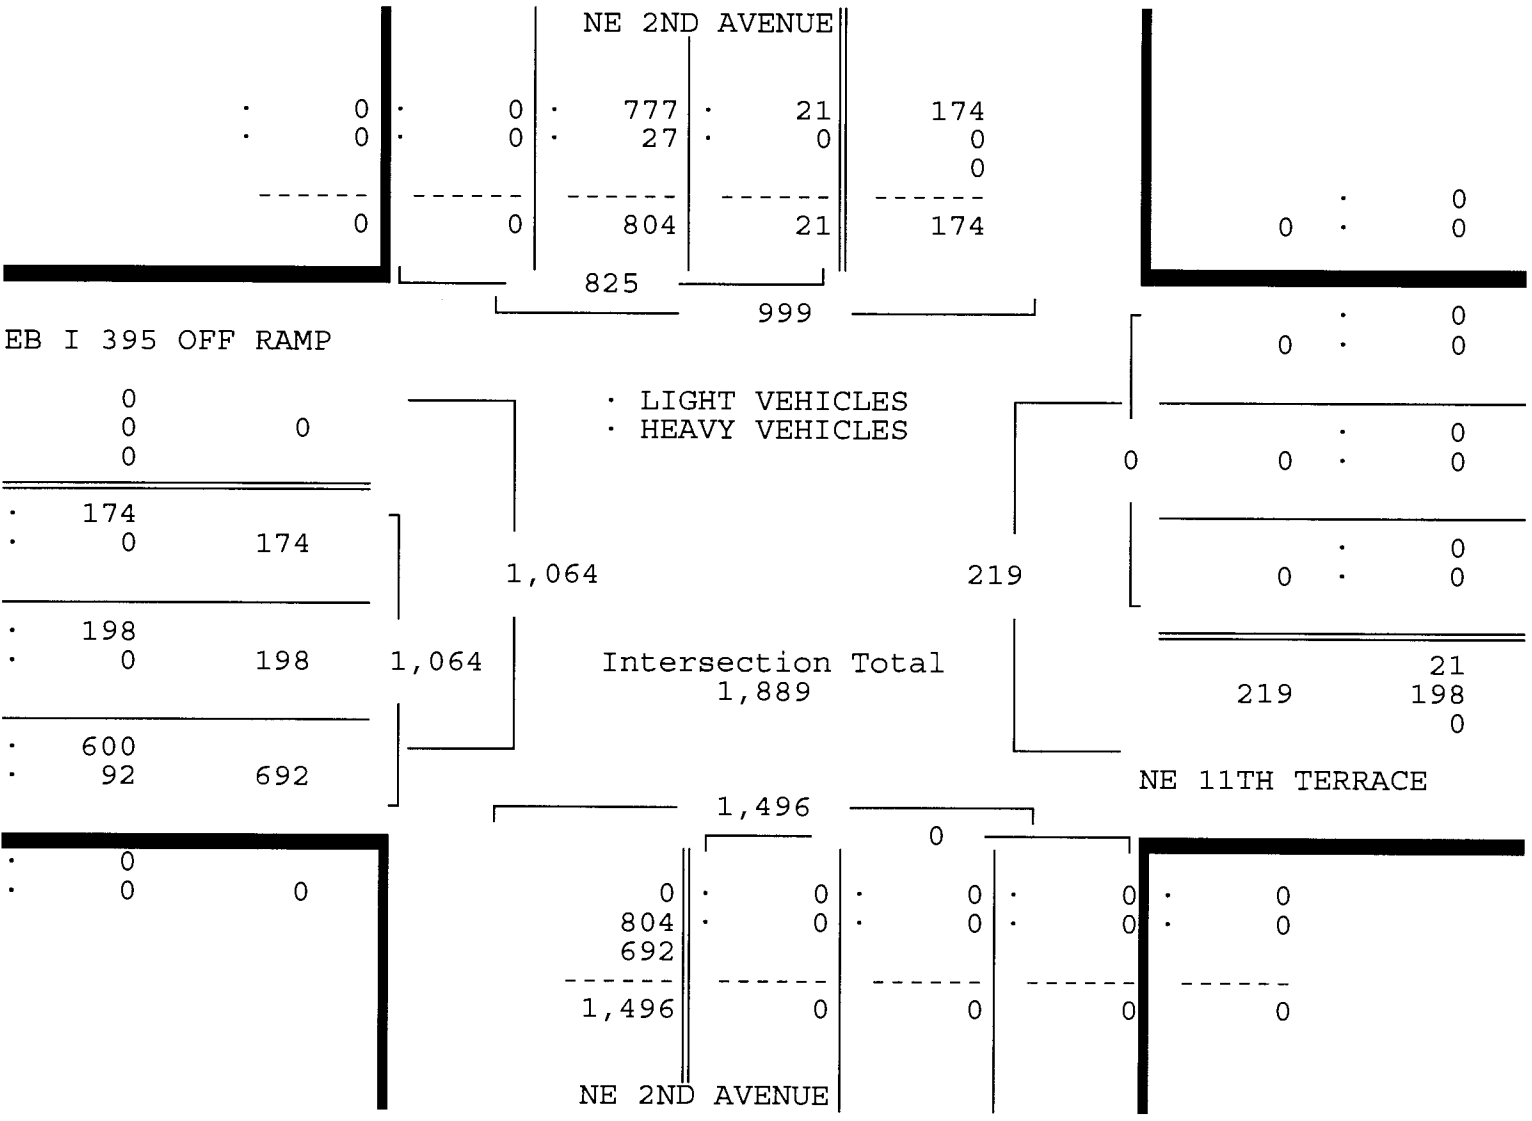 NE 2ND AVENUE
· 0 · 0 · 777 · 21 174
· 0 · 0 · 27 · 0 0
0
------ ------ ------ ------ ------
0 0 804 21 174
· 0
0 · 0
825
999
· 0
0 · 0
EB I 395 OFF RAMP
0
0 0
0
· LIGHT VEHICLES
· HEAVY VEHICLES
· 0
0 0 · 0
· 174
· 0 174
· 0
0 · 0
1,064
219
· 198
· 0 198
1,064
Intersection Total
1,889
21
219 198
0
· 600
· 92 692
NE 11TH TERRACE
1,496
0
· 0
· 0 0
0 · 0 · 0 · 0 · 0
804 · 0 · 0 · 0 · 0
692
------ ------ ------ ------ ------
1,496 0 0 0 0
NE 2ND AVENUE